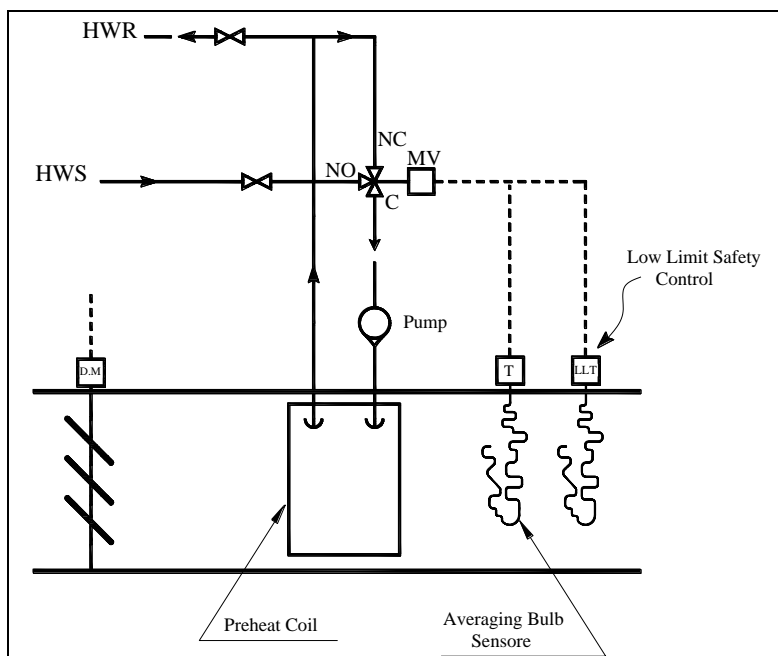 HWR
NC
MV
HWS
NO
C
Low Limit Safety
Control
Pump
D.M
T
LLT
Preheat Coil
Averaging Bulb
Sensore